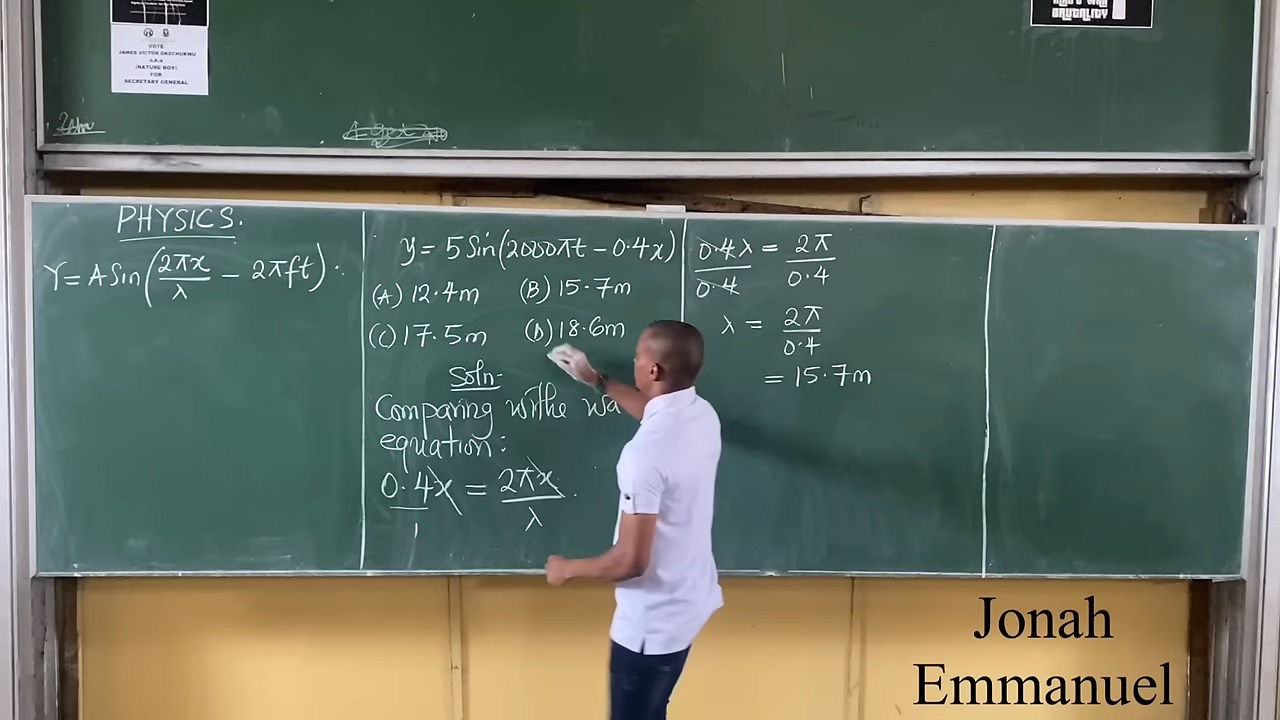 VOTE
JAMES VICTOR OKECHUKWU
a.k.a
(NATURE BOY)
FOR
SECRETARY GENERAL
BRUTALITY
PHYSICS.
Y = A Sin(2πx/λ - 2πft).
y = 5 Sin(2000πt - 0.4x)
(A) 12.4m (B) 15.7m
(C) 17.5m (D) 18.6m
Soln-
Comparing with the wa
equation:
0.4x/1 = 2πx/λ.
0.4λ/0.4 = 2π/0.4
λ = 2π/0.4
= 15.7m
Jonah
Emmanuel